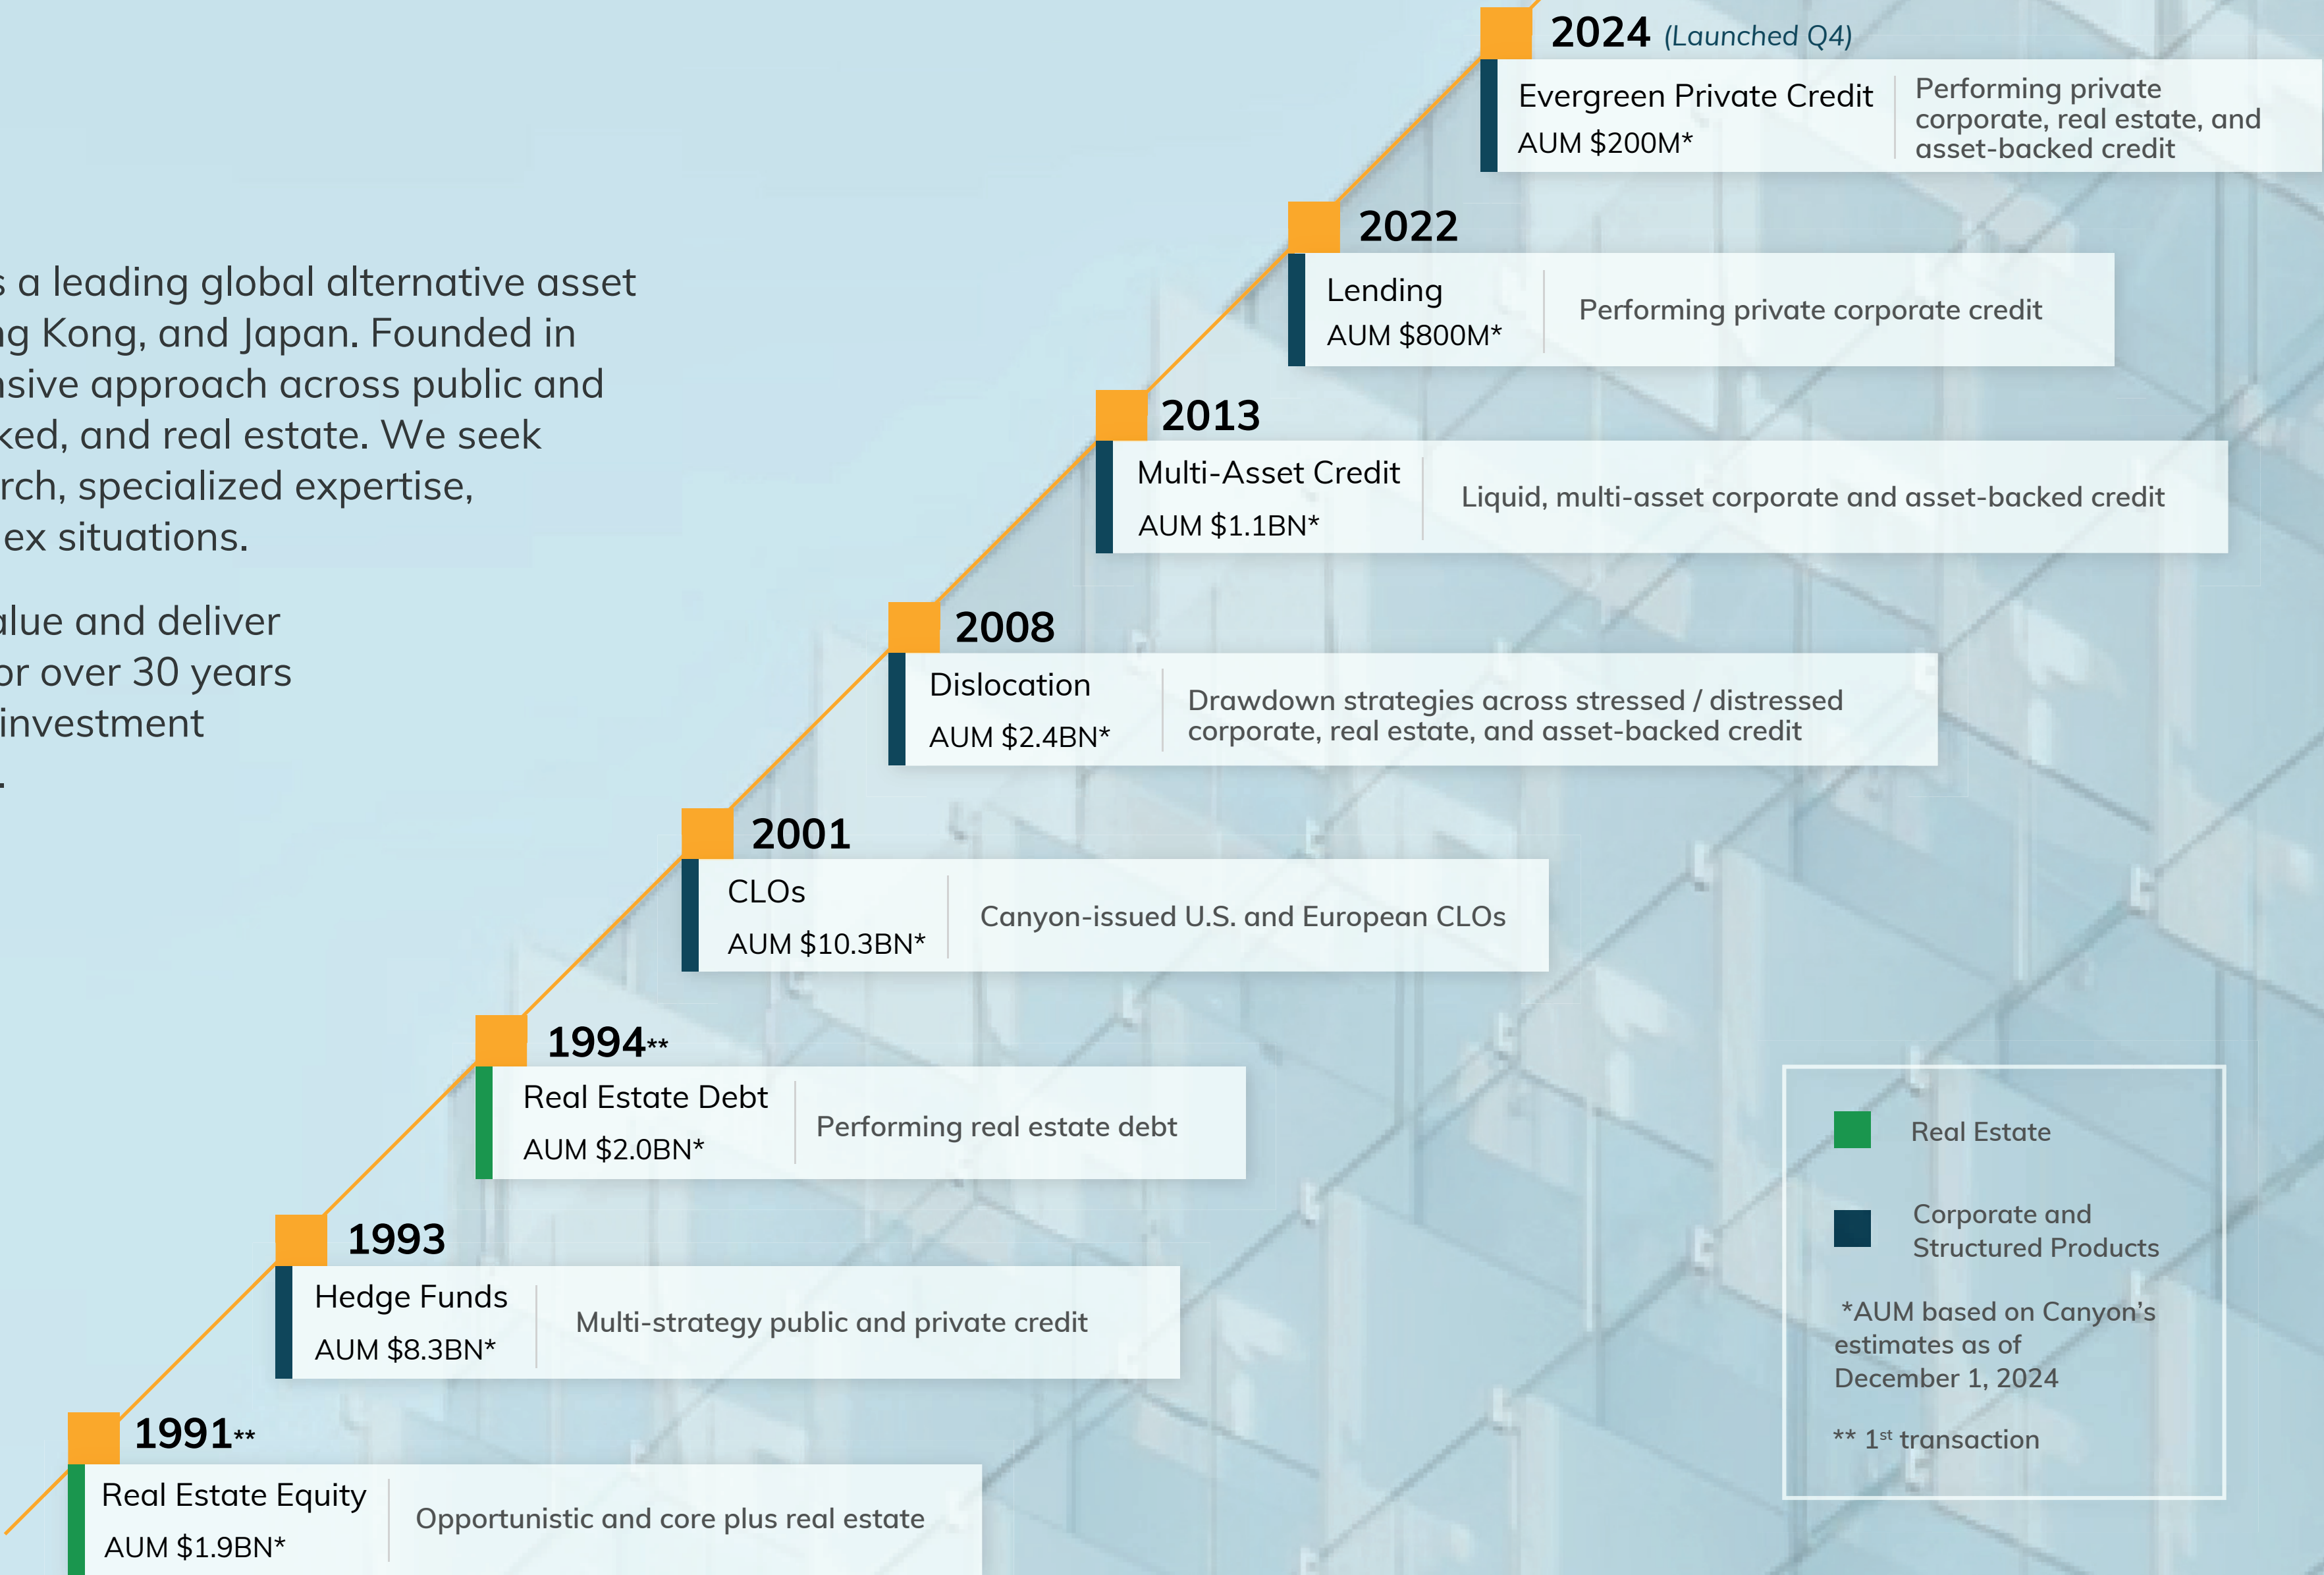 2024 (Launched Q4)
Evergreen Private Credit
AUM $200M*
Performing private
corporate, real estate, and
asset-backed credit
2022
Lending
AUM $800M*
Performing private corporate credit
a leading global alternative asset
Kong, and Japan. Founded in
approach across public and
and real estate. We seek
specialized expertise,
situations.
and deliver
over 30 years
investment
2013
Multi-Asset Credit
AUM $1.1BN*
Liquid, multi-asset corporate and asset-backed credit
2008
Dislocation
AUM $2.4BN*
Drawdown strategies across stressed / distressed
corporate, real estate, and asset-backed credit
2001
CLOs
AUM $10.3BN*
Canyon-issued U.S. and European CLOs
1994**
Real Estate Debt
AUM $2.0BN*
Performing real estate debt
1993
Hedge Funds
AUM $8.3BN*
Multi-strategy public and private credit
1991**
Real Estate Equity
AUM $1.9BN*
Opportunistic and core plus real estate
Real Estate
Corporate and
Structured Products
*AUM based on Canyon’s
estimates as of
December 1, 2024
** 1st transaction